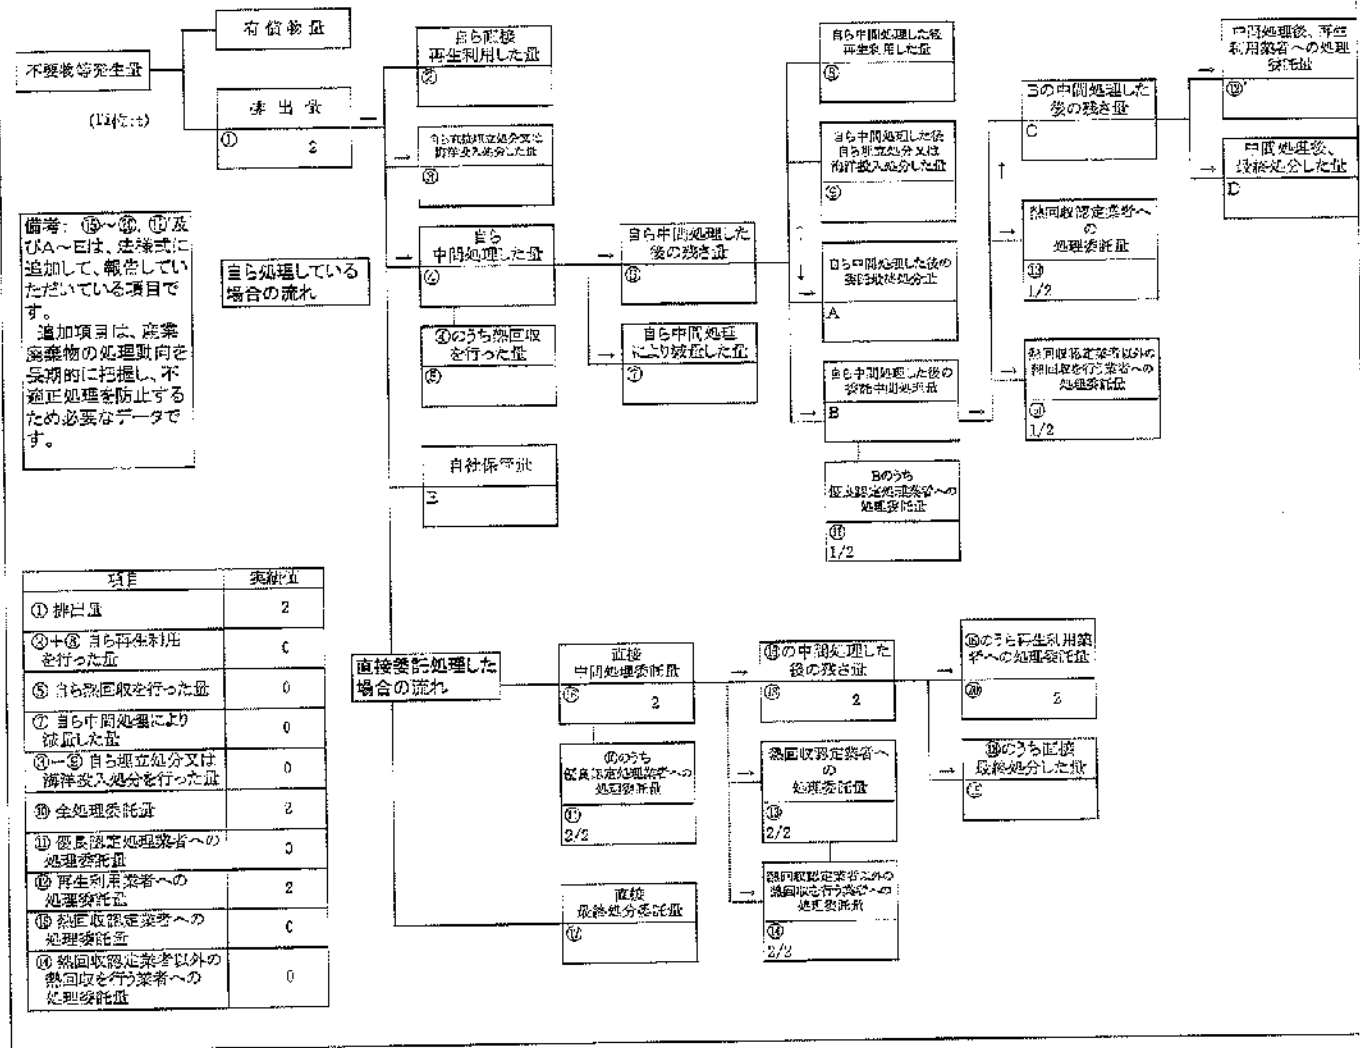 有償物量
不要物等発生量
(単位:t)
排出量
①
2
自ら直接
再生利用した量
②
自ら直接埋立処分又は
海洋投入処分した量
③
自ら
中間処理した量
④
④のうち熱回収
を行った量
⑤
自ら中間処理した
後の残さ量
⑥
自ら中間処理
により減量した量
⑦
自ら中間処理した後
再生利用した量
⑧
自ら中間処理した後
自ら埋立処分又は
海洋投入処分した量
⑨
自ら中間処理した後の
委託最終処分量
A
自ら中間処理した後の
委託中間処理量
B
Bのうち
優良認定処理業者への
処理委託量
⑪
1/2
Bの中間処理した
後の残さ量
C
熱回収認定業者へ
の
処理委託量
⑬
1/2
熱回収認定業者以外の
熱回収を行う業者への
処理委託量
⑭
1/2
中間処理後、再生
利用業者への処理
委託量
⑫'
中間処理後、
最終処分した量
D
備考: ⑮~⑳, ⑫'及
びA~Eは、法様式に
追加して、報告してい
ただいている項目で
す。
追加項目は、産業
廃棄物の処理動向を
長期的に把握し、不
適正処理を防止する
ため必要なデータで
す。
自ら処理している
場合の流れ
自社保管量
E
項目 実績値
①排出量 2
②+⑧ 自ら再生利用
を行った量 0
⑤ 自ら熱回収を行った量 0
⑦ 自ら中間処理により
減量した量 0
③+⑨ 自ら埋立処分又は
海洋投入処分を行った量 0
⑩ 全処理委託量 2
⑪ 優良認定処理業者への
処理委託量 0
⑫ 再生利用業者への
処理委託量 2
⑬ 熱回収認定業者への
処理委託量 0
⑭ 熱回収認定業者以外の
熱回収を行う業者への
処理委託量 0
直接委託処理した
場合の流れ
直接
中間処理委託量
⑯
2
⑯のうち
優良認定処理業者への
処理委託量
⑪
2/2
直接
最終処分委託量
⑰
⑯の中間処理した
後の残さ量
⑱
2
熱回収認定業者へ
の
処理委託量
⑬
2/2
熱回収認定業者以外の
熱回収を行う業者への
処理委託量
⑭
2/2
⑱のうち再生利用業
者への処理委託量
⑳
2
⑱のうち直接
最終処分した量